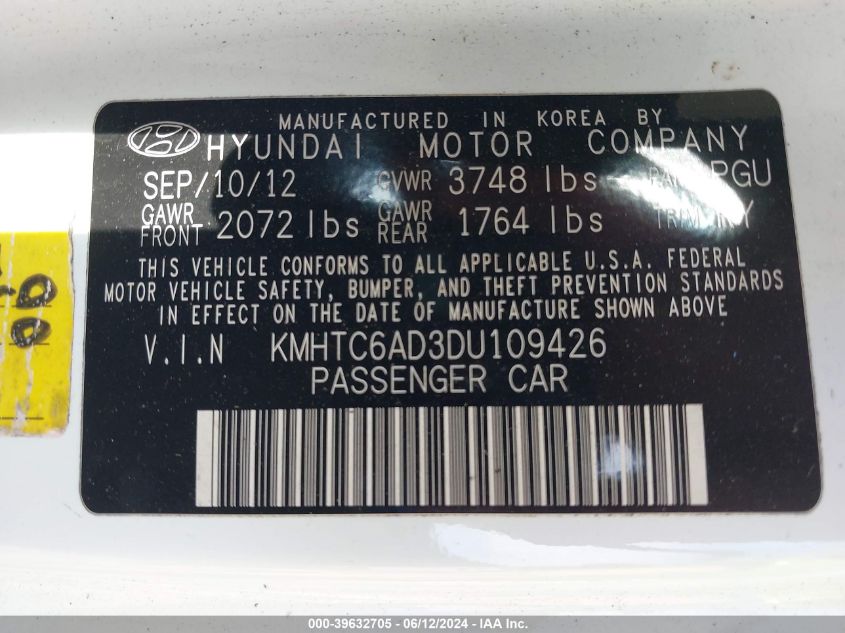 MANUFACTURED IN KOREA BY
HYUNDAI MOTOR COMPANY
SEP/10/12 GVWR 3748 lbs PGU
GAWR FRONT 2072 lbs GAWR REAR 1764 lbs TRIM
THIS VEHICLE CONFORMS TO ALL APPLICABLE U.S.A. FEDERAL
MOTOR VEHICLE SAFETY, BUMPER, AND THEFT PREVENTION STANDARDS
IN EFFECT ON THE DATE OF MANUFACTURE SHOWN ABOVE
V.I.N KMHTC6AD3DU109426
PASSENGER CAR
000-39632705 - 06/12/2024 - IAA Inc.